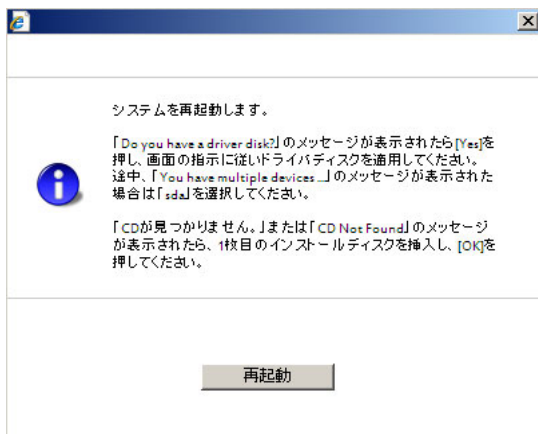 システムを再起動します。
「Do you have a driver disk?」のメッセージが表示されたら[Yes]を
押し、画面の指示に従いドライバディスクを適用してください。
途中、「You have multiple devices ...」のメッセージが表示された
場合は「sda」を選択してください。
「CDが見つかりません。」または「CD Not Found」のメッセージ
が表示されたら、1枚目のインストールディスクを挿入し、[OK]を
押してください。
再起動